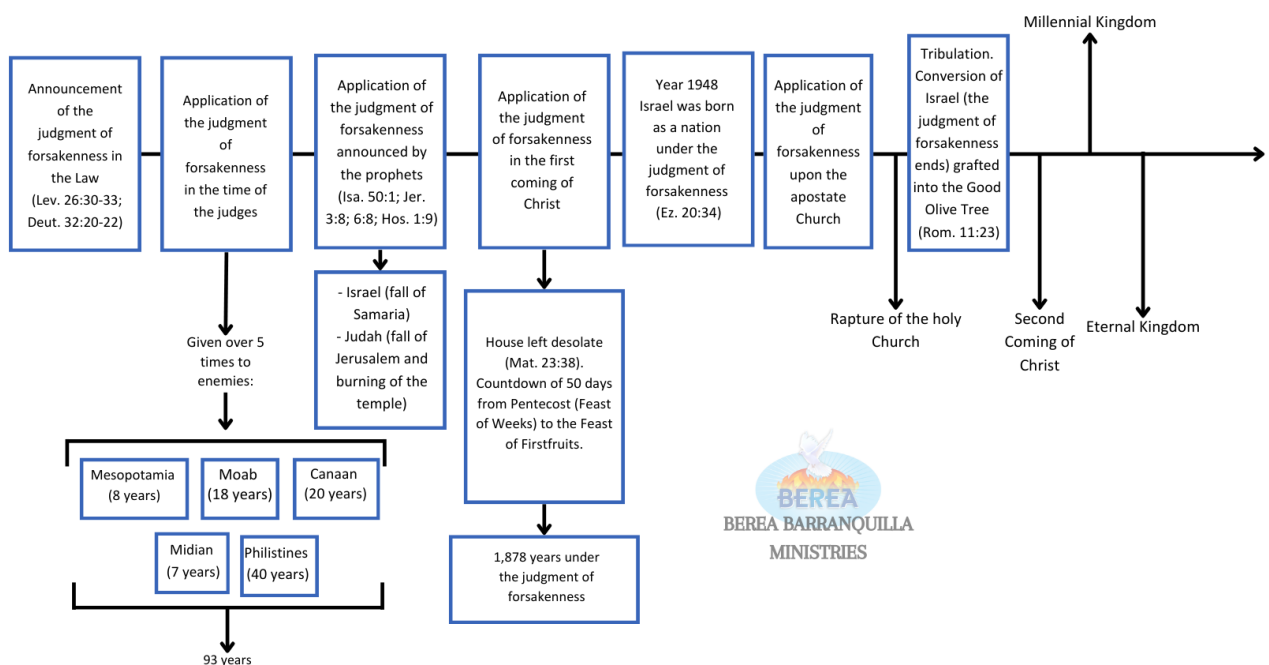 Announcement
of the
judgment of
forsakenness in
the Law
(Lev. 26:30-33;
Deut. 32:20-22)
Application of
the judgment
of
forsakenness
in the time of
the judges
Given over 5
times to
enemies:
Mesopotamia
(8 years)
Moab
(18 years)
Canaan
(20 years)
Midian
(7 years)
Philistines
(40 years)
93 years
Application of
the judgment of
forsakenness
announced by
the prophets
(Isa. 50:1; Jer.
3:8; 6:8; Hos. 1:9)
- Israel (fall of
Samaria)
- Judah (fall of
Jerusalem and
burning of the
temple)
Application of
the judgment
of forsakenness
in the first
coming of
Christ
House left desolate
(Mat. 23:38).
Countdown of 50 days
from Pentecost (Feast
of Weeks) to the Feast
of Firstfruits.
1,878 years under
the judgment of
forsakenness
Year 1948
Israel was born
as a nation
under the
judgment of
forsakenness
(Ez. 20:34)
Application of
the judgment
of
forsakenness
upon the
apostate
Church
Rapture of the holy
Church
Tribulation.
Conversion of
Israel (the
judgment of
forsakenness
ends) grafted
into the Good
Olive Tree
(Rom. 11:23)
Second
Coming of
Christ
Millennial Kingdom
Eternal Kingdom
BEREA
BEREA BARRANQUILLA
MINISTRIES